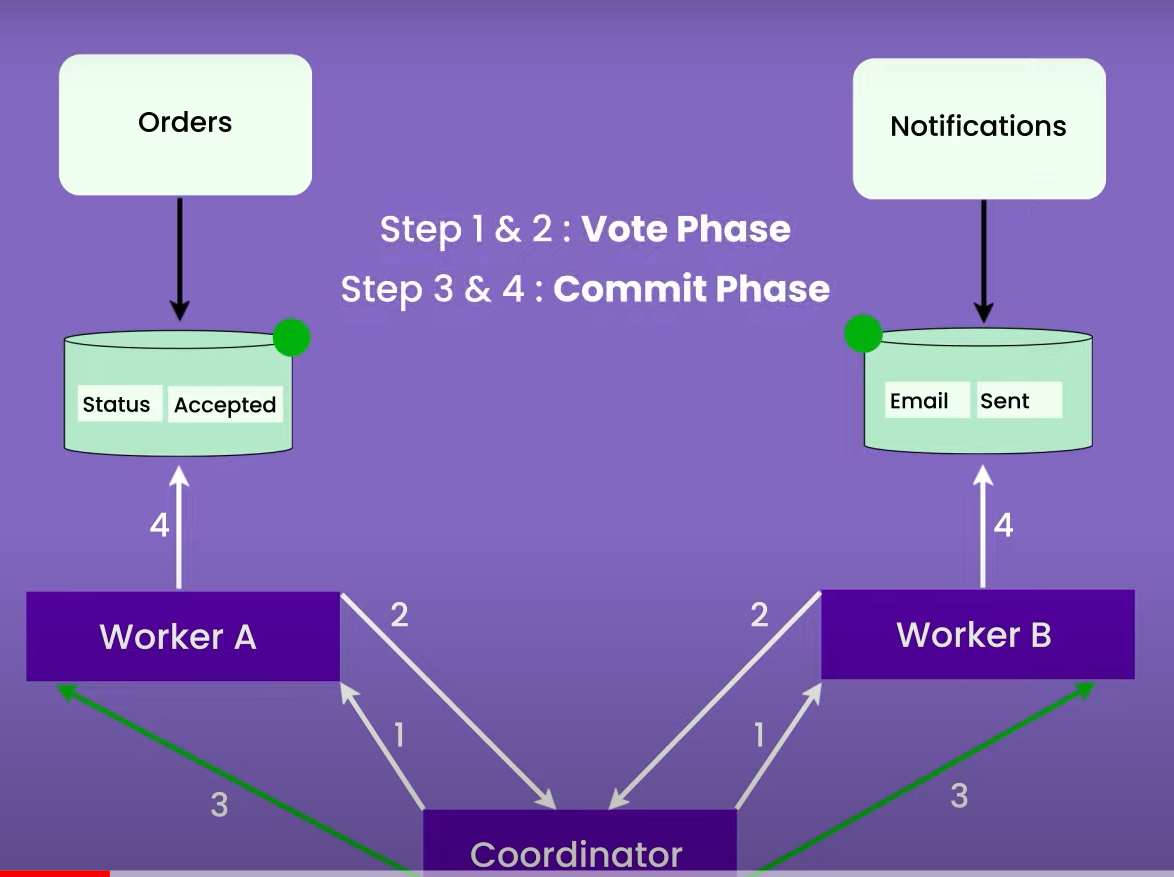 Orders
Notifications
Step 1 & 2 : Vote Phase
Step 3 & 4 : Commit Phase
Status
Accepted
Email
Sent
4
4
Worker A
2
2
Worker B
1
1
3
3
Coordinator